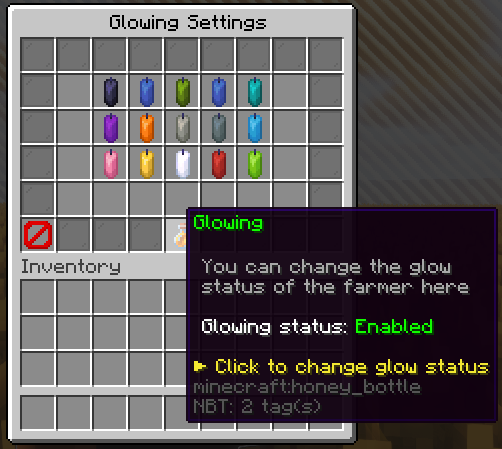 Glowing Settings
Glowing
You can change the glow
status of the farmer here
Glowing status: Enabled
► Click to change glow status
minecraft:honey_bottle
NBT: 2 tag(s)
Inventory